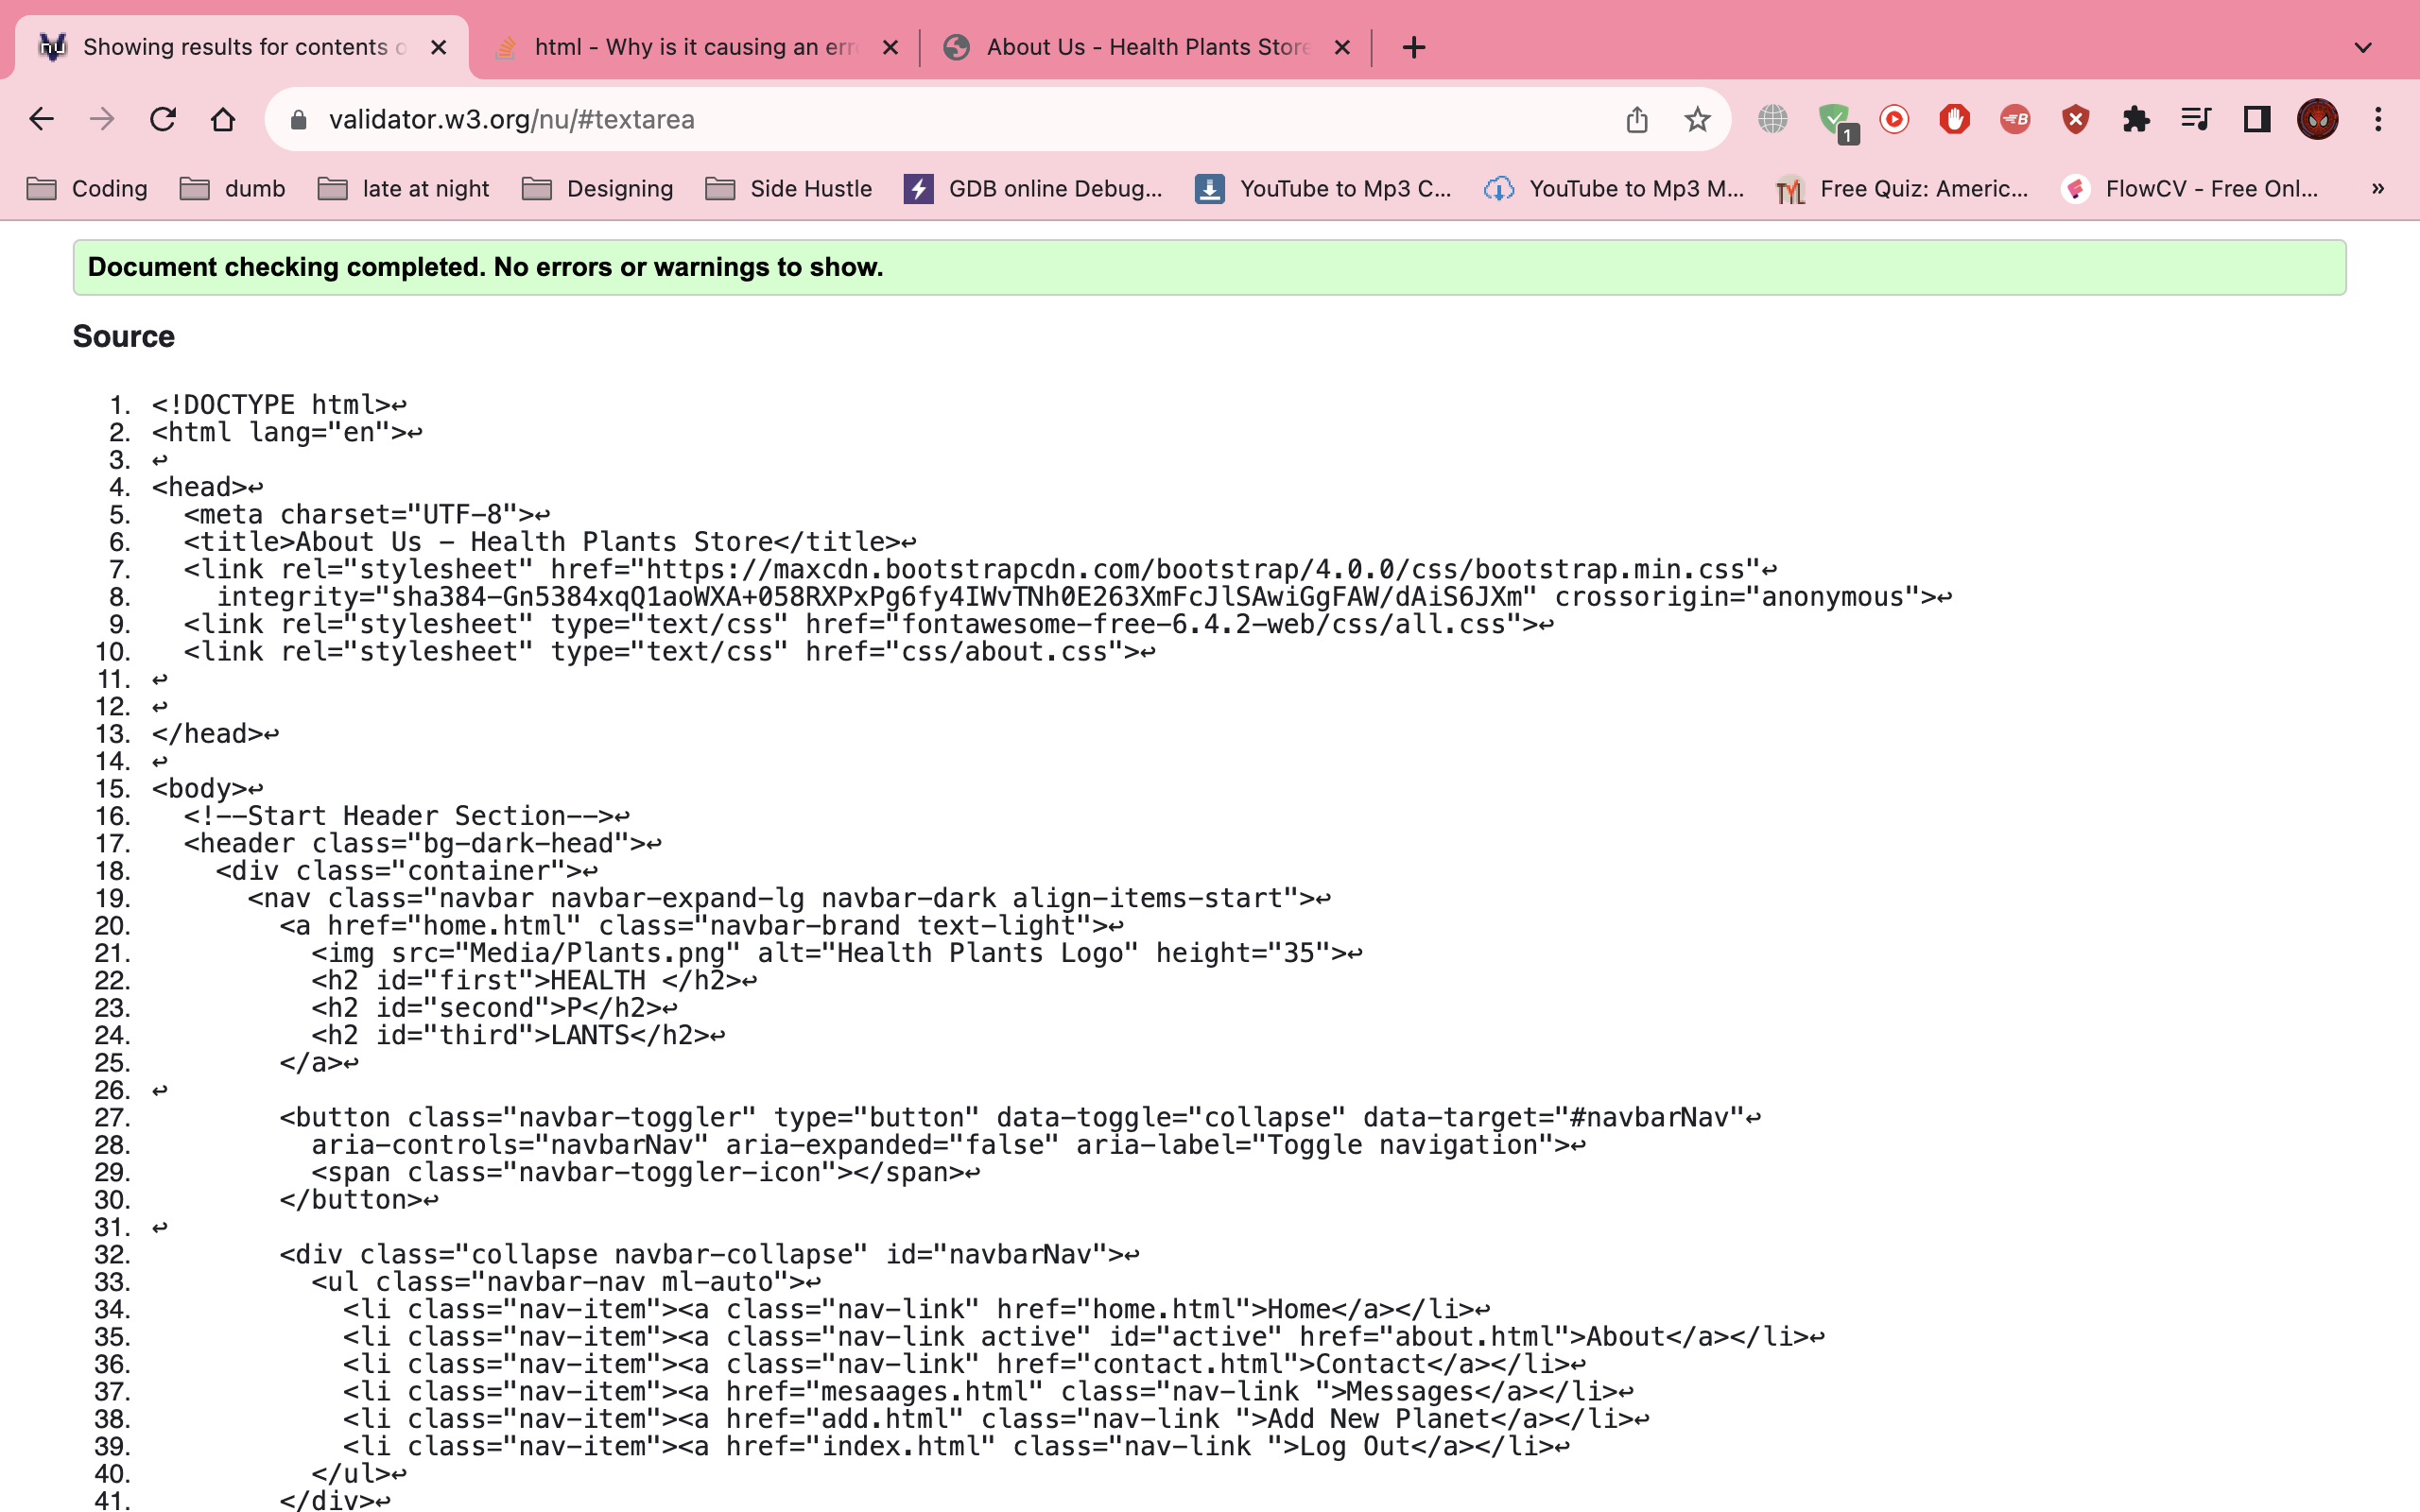 Showing results for contents o
html - Why is it causing an err
About Us - Health Plants Store
validator.w3.org/nu/#textarea
1
Coding
dumb
late at night
Designing
Side Hustle
GDB online Debug...
YouTube to Mp3 C...
YouTube to Mp3 M...
Free Quiz: Americ...
FlowCV - Free Onl...
»
Document checking completed. No errors or warnings to show.
Source
1. <!DOCTYPE html>↩
2. <html lang="en">↩
3. ↩
4. <head>↩
5.   <meta charset="UTF-8">↩
6.   <title>About Us - Health Plants Store</title>↩
7.   <link rel="stylesheet" href="https://maxcdn.bootstrapcdn.com/bootstrap/4.0.0/css/bootstrap.min.css"↩
8.     integrity="sha384-Gn5384xqQ1aoWXA+058RXPxPg6fy4IWvTNh0E263XmFcJlSAwiGgFAW/dAiS6JXm" crossorigin="anonymous">↩
9.   <link rel="stylesheet" type="text/css" href="fontawesome-free-6.4.2-web/css/all.css">↩
10.   <link rel="stylesheet" type="text/css" href="css/about.css">↩
11. ↩
12. ↩
13. </head>↩
14. ↩
15. <body>↩
16.   <!--Start Header Section-->↩
17.   <header class="bg-dark-head">↩
18.     <div class="container">↩
19.       <nav class="navbar navbar-expand-lg navbar-dark align-items-start">↩
20.         <a href="home.html" class="navbar-brand text-light">↩
21.           <img src="Media/Plants.png" alt="Health Plants Logo" height="35">↩
22.           <h2 id="first">HEALTH </h2>↩
23.           <h2 id="second">P</h2>↩
24.           <h2 id="third">LANTS</h2>↩
25.         </a>↩
26. ↩
27.         <button class="navbar-toggler" type="button" data-toggle="collapse" data-target="#navbarNav"↩
28.           aria-controls="navbarNav" aria-expanded="false" aria-label="Toggle navigation">↩
29.           <span class="navbar-toggler-icon"></span>↩
30.         </button>↩
31. ↩
32.         <div class="collapse navbar-collapse" id="navbarNav">↩
33.           <ul class="navbar-nav ml-auto">↩
34.             <li class="nav-item"><a class="nav-link" href="home.html">Home</a></li>↩
35.             <li class="nav-item"><a class="nav-link active" id="active" href="about.html">About</a></li>↩
36.             <li class="nav-item"><a class="nav-link" href="contact.html">Contact</a></li>↩
37.             <li class="nav-item"><a href="mesaages.html" class="nav-link ">Messages</a></li>↩
38.             <li class="nav-item"><a href="add.html" class="nav-link ">Add New Planet</a></li>↩
39.             <li class="nav-item"><a href="index.html" class="nav-link ">Log Out</a></li>↩
40.           </ul>↩
41.         </div>↩